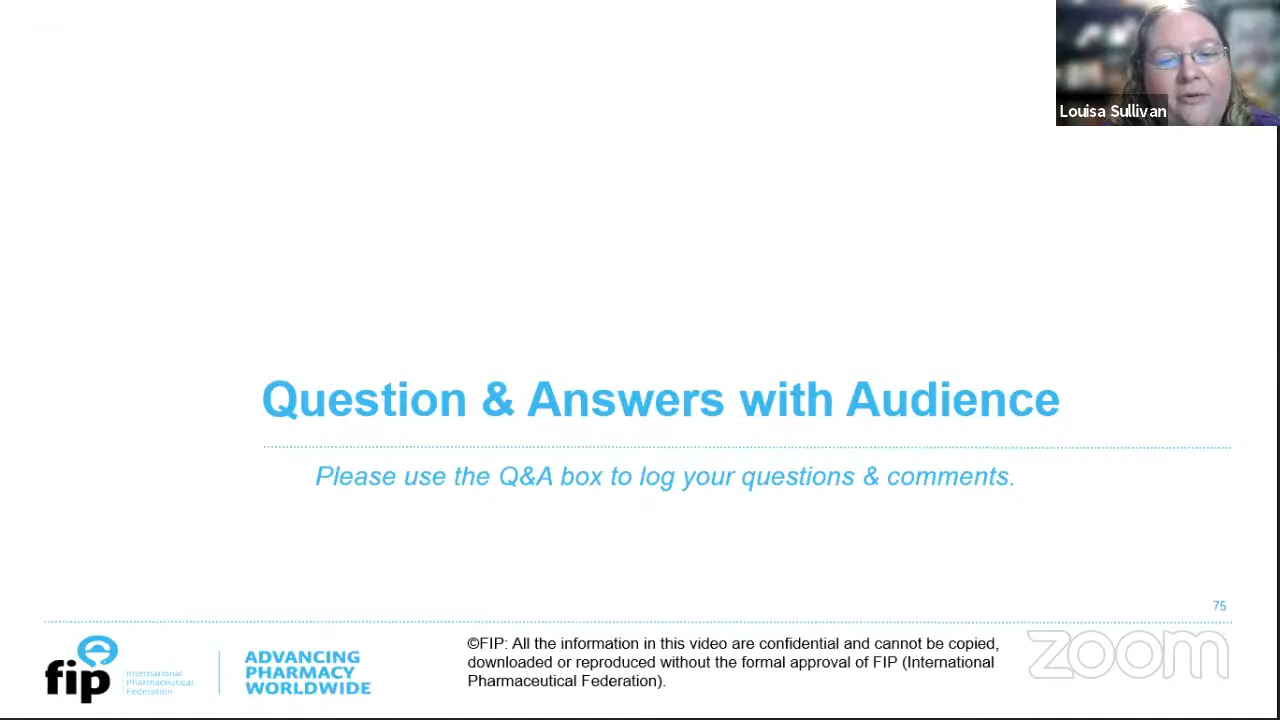 Louisa Sullivan
Question & Answers with Audience
Please use the Q&A box to log your questions & comments.
75
fip
International
Pharmaceutical
Federation
ADVANCING
PHARMACY
WORLDWIDE
©FIP: All the information in this video are confidential and cannot be copied,
downloaded or reproduced without the formal approval of FIP (International
Pharmaceutical Federation).
zoom